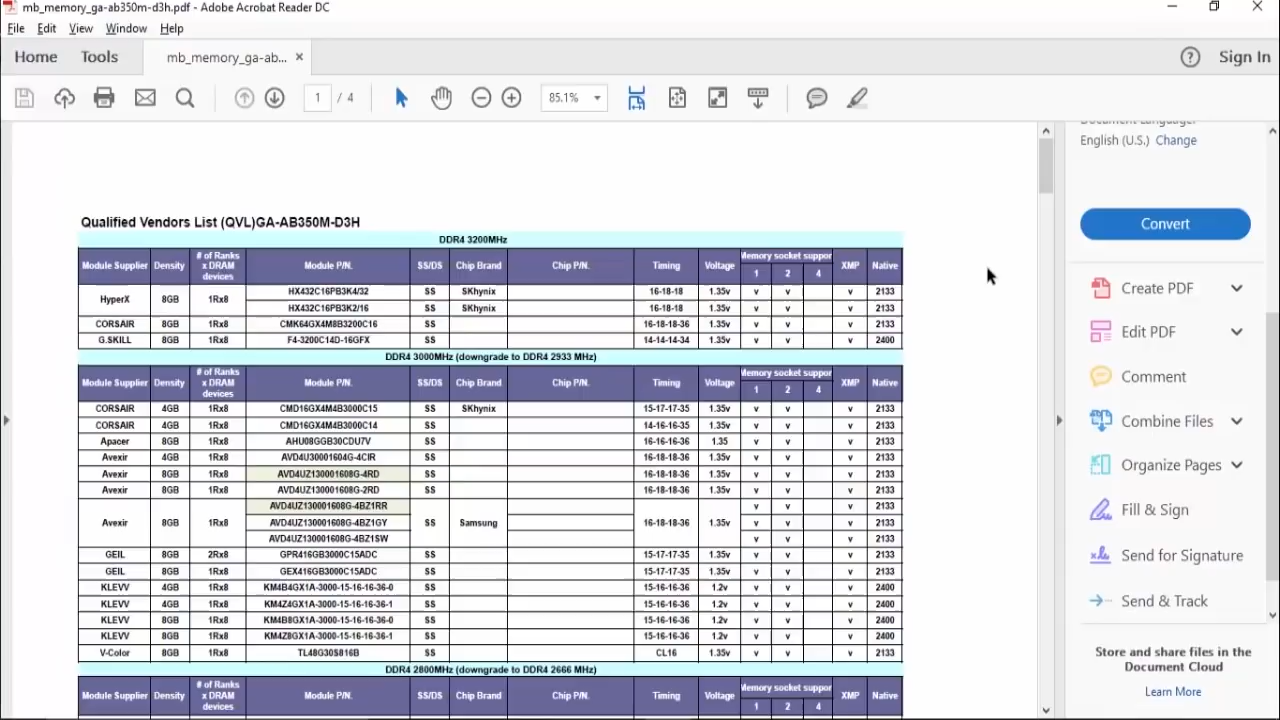 mb_memory_ga-ab350m-d3h.pdf - Adobe Acrobat Reader DC
File Edit View Window Help
Home Tools mb_memory_ga-ab... × Sign In
1 / 4 85.1%
Document Language:
English (U.S.) Change
Convert
Create PDF
Edit PDF
Comment
Combine Files
Organize Pages
Fill & Sign
Send for Signature
Send & Track
Store and share files in the
Document Cloud
Learn More
Qualified Vendors List (QVL)GA-AB350M-D3H
DDR4 3200MHz
Module Supplier Density # of Ranks x DRAM devices Module P/N. SS/DS Chip Brand Chip P/N. Timing Voltage Memory socket suppor 1 2 4 XMP Native
HyperX 8GB 1Rx8 HX432C16PB3K4/32 SS SKhynix 16-18-18 1.35v v v v 2133
HX432C16PB3K2/16 SS SKhynix 16-18-18 1.35v v v v 2133
CORSAIR 8GB 1Rx8 CMK64GX4M8B3200C16 SS 16-18-18-36 1.35v v v v 2133
G.SKILL 8GB 1Rx8 F4-3200C14D-16GFX SS 14-14-14-34 1.35v v v v 2400
DDR4 3000MHz (downgrade to DDR4 2933 MHz)
Module Supplier Density # of Ranks x DRAM devices Module P/N. SS/DS Chip Brand Chip P/N. Timing Voltage Memory socket suppor 1 2 4 XMP Native
CORSAIR 4GB 1Rx8 CMD16GX4M4B3000C15 SS SKhynix 15-17-17-35 1.35v v v v 2133
CORSAIR 4GB 1Rx8 CMD16GX4M4B3000C14 SS 14-16-16-35 1.35v v v v 2133
Apacer 8GB 1Rx8 AHU08GGB30CDU7V SS 16-16-16-36 1.35 v v v 2133
Avexir 4GB 1Rx8 AVD4U30001604G-4CIR SS 16-18-18-36 1.35v v v v 2133
Avexir 8GB 1Rx8 AVD4UZ130001608G-4RD SS 16-18-18-36 1.35v v v v 2133
Avexir 8GB 1Rx8 AVD4UZ130001608G-2RD SS 16-18-18-36 1.35v v v v 2133
AVD4UZ130001608G-4BZ1RR v v v 2133
Avexir 8GB 1Rx8 AVD4UZ130001608G-4BZ1GY SS Samsung 16-18-18-36 1.35v v v v 2133
AVD4UZ130001608G-4BZ1SW v v v 2133
GEIL 8GB 2Rx8 GPR416GB3000C15ADC SS 15-17-17-35 1.35v v v v 2133
GEIL 8GB 1Rx8 GEX416GB3000C15ADC SS 15-17-17-35 1.35v v v v 2133
KLEVV 4GB 1Rx8 KM4B4GX1A-3000-15-16-16-36-0 SS 15-16-16-36 1.2v v v v 2400
KLEVV 4GB 1Rx8 KM4Z4GX1A-3000-15-16-16-36-1 SS 15-16-16-36 1.2v v v v 2400
KLEVV 8GB 1Rx8 KM4B8GX1A-3000-15-16-16-36-0 SS 15-16-16-36 1.2v v v v 2400
KLEVV 8GB 1Rx8 KM4Z8GX1A-3000-15-16-16-36-1 SS 15-16-16-36 1.2v v v v 2400
V-Color 8GB 1Rx8 TL48G30S816B SS CL16 1.35v v v v 2133
DDR4 2800MHz (downgrade to DDR4 2666 MHz)
Module Supplier Density # of Ranks x DRAM devices Module P/N. SS/DS Chip Brand Chip P/N. Timing Voltage Memory socket suppor 1 2 4 XMP Native